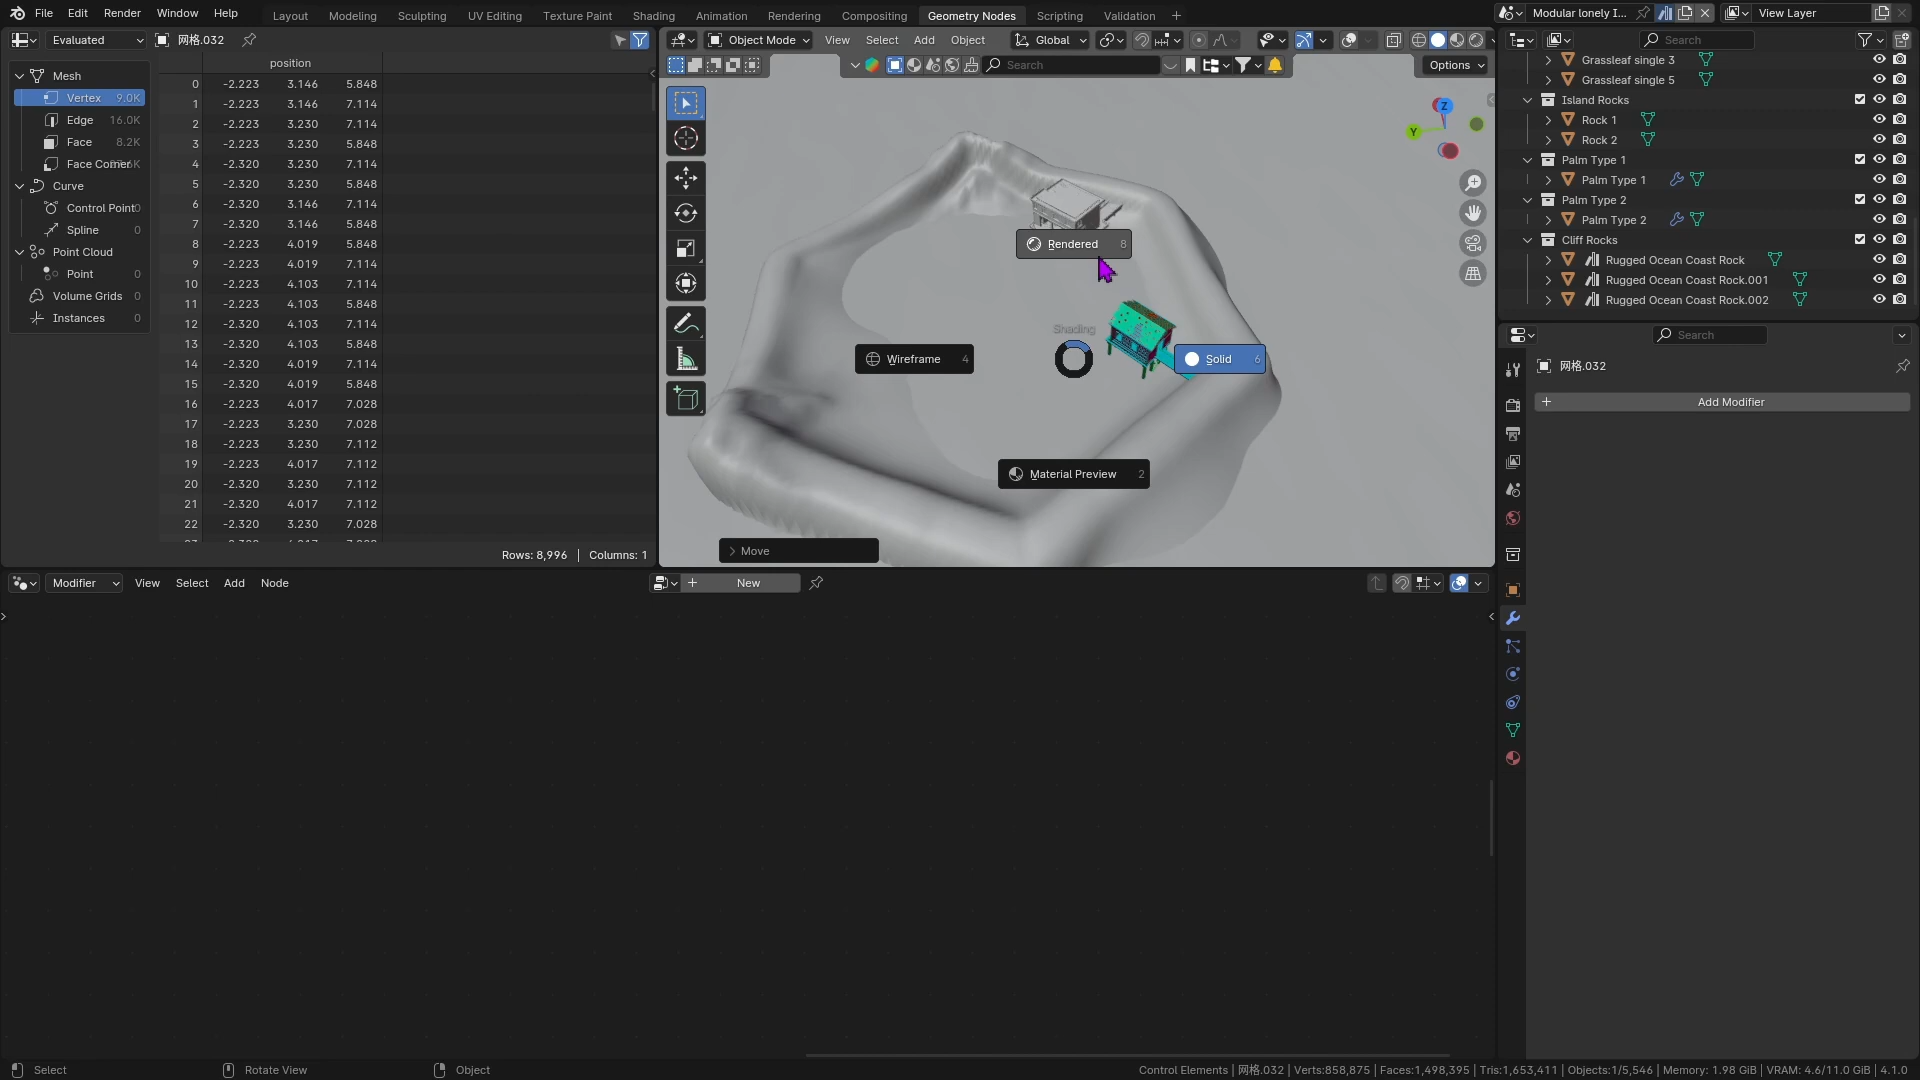 File Edit Render Window Help
Layout Modeling Sculpting UV Editing Texture Paint Shading Animation Rendering Compositing Geometry Nodes Scripting Validation +
Modular lonely I... View Layer
Evaluated 网格.032
position
Mesh
Vertex 9.0K
Edge 16.0K
Face 8.2K
Face Corner
Curve
Control Point 0
Spline 0
Point Cloud
Point 0
Volume Grids 0
Instances 0
0 -2.223 3.146 5.848
1 -2.223 3.146 7.114
2 -2.223 3.230 7.114
3 -2.223 3.230 5.848
4 -2.320 3.230 7.114
5 -2.320 3.230 5.848
6 -2.320 3.146 7.114
7 -2.320 3.146 5.848
8 -2.223 4.019 5.848
9 -2.223 4.019 7.114
10 -2.223 4.103 7.114
11 -2.223 4.103 5.848
12 -2.320 4.103 7.114
13 -2.320 4.103 5.848
14 -2.320 4.019 7.114
15 -2.320 4.019 5.848
16 -2.223 4.017 7.028
17 -2.223 3.230 7.028
18 -2.223 3.230 7.112
19 -2.223 4.017 7.112
20 -2.320 3.230 7.112
21 -2.320 4.017 7.112
22 -2.320 3.230 7.028
Rows: 8,996 | Columns: 1
Object Mode View Select Add Object Global
Search Options
Z
Y
Rendered 8
Shading
Wireframe 4
Solid 6
Material Preview 2
Move
Search
Grassleaf single 3
Grassleaf single 5
Island Rocks
Rock 1
Rock 2
Palm Type 1
Palm Type 1
Palm Type 2
Palm Type 2
Cliff Rocks
Rugged Ocean Coast Rock
Rugged Ocean Coast Rock.001
Rugged Ocean Coast Rock.002
Search
网格.032
+ Add Modifier
Modifier View Select Add Node
+ New
Select Rotate View Object
Control Elements | 网格.032 | Verts:858,875 | Faces:1,498,395 | Tris:1,653,411 | Objects:1/5,546 | Memory: 1.98 GiB | VRAM: 4.6/11.0 GiB | 4.1.0